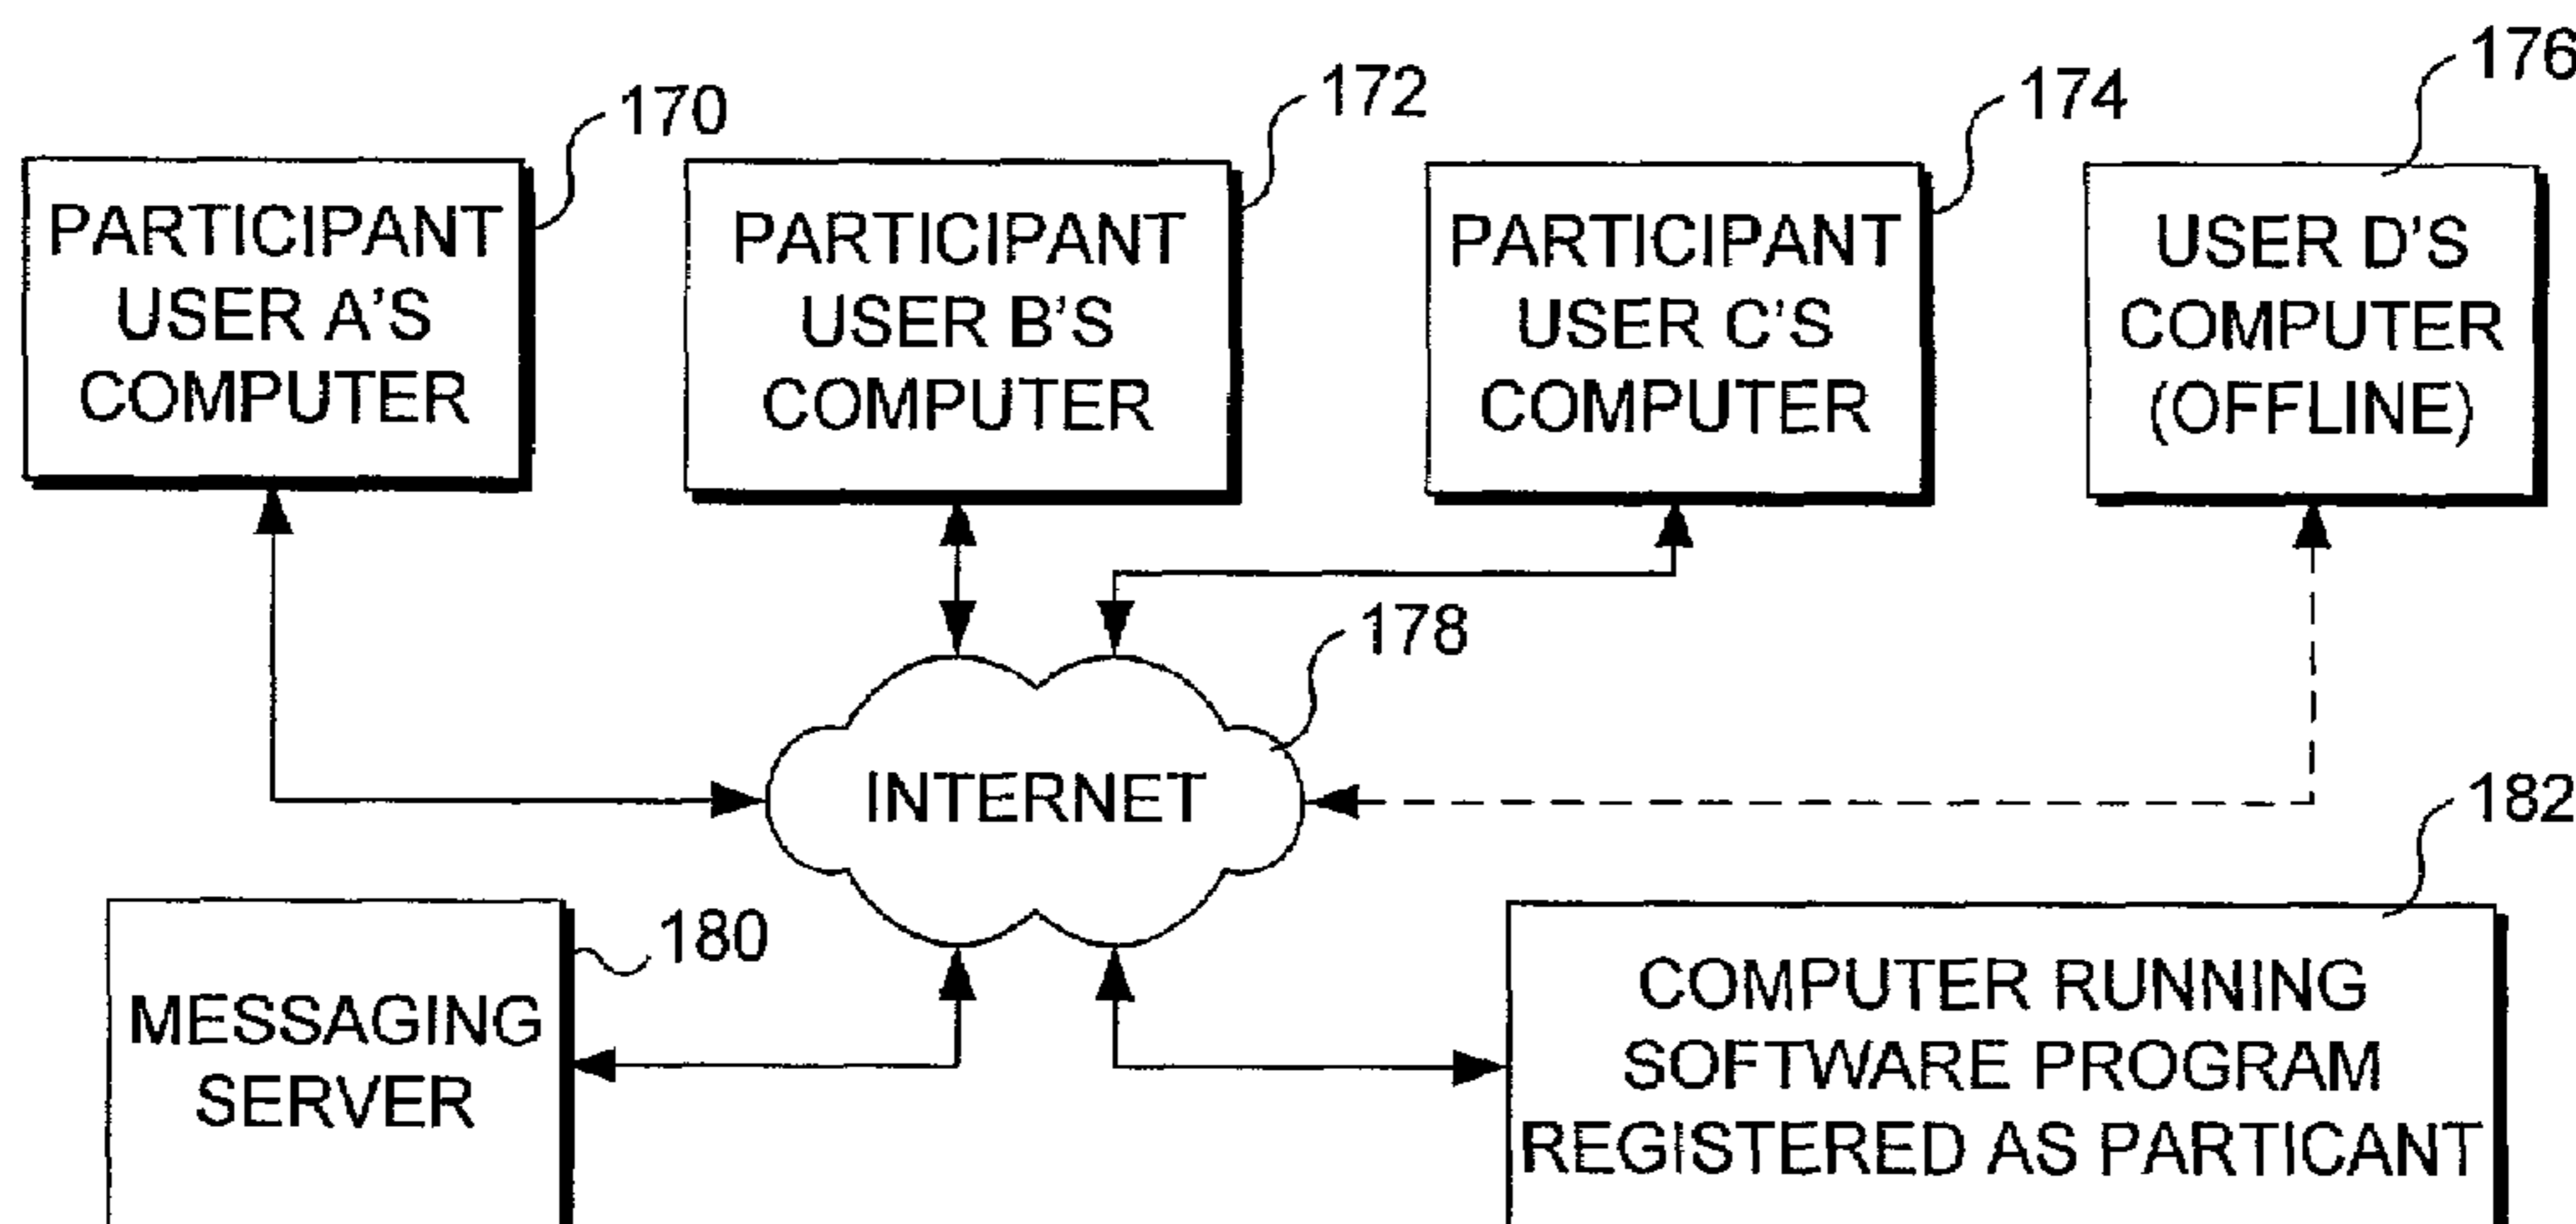 170
PARTICIPANT
USER A'S
COMPUTER
172
PARTICIPANT
USER B'S
COMPUTER
174
PARTICIPANT
USER C'S
COMPUTER
176
USER D'S
COMPUTER
(OFFLINE)
178
INTERNET
180
MESSAGING
SERVER
182
COMPUTER RUNNING
SOFTWARE PROGRAM
REGISTERED AS PARTICANT